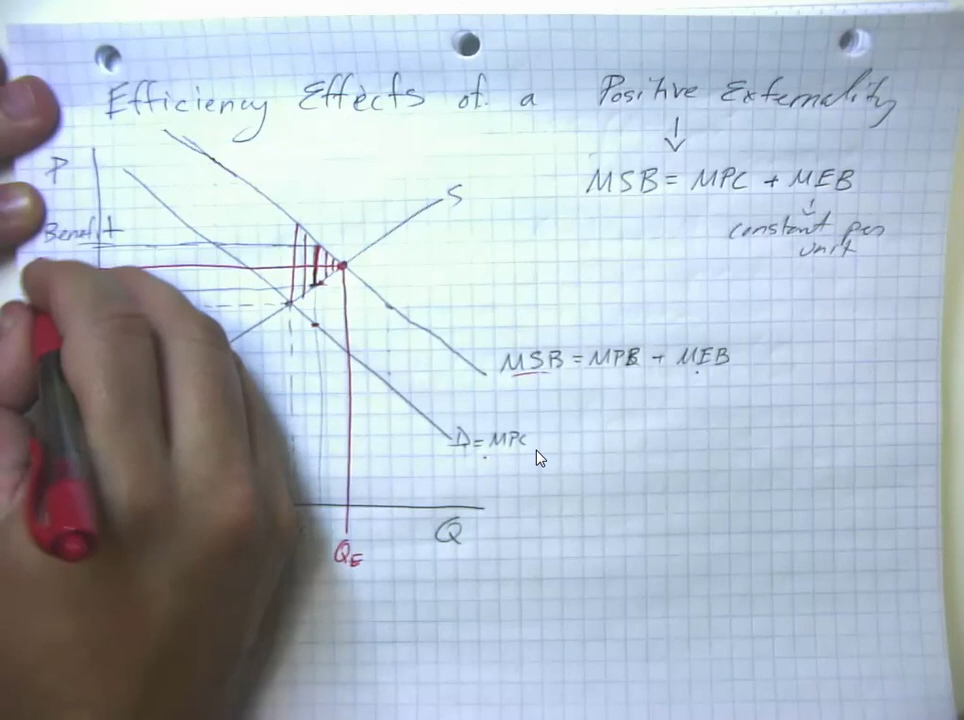 Efficiency Effects of a Positive Externality
MSB = MPC + MEB
constant per
unit
P
Benefit
S
MSB = MPB + MEB
D = MPC
Q
QE